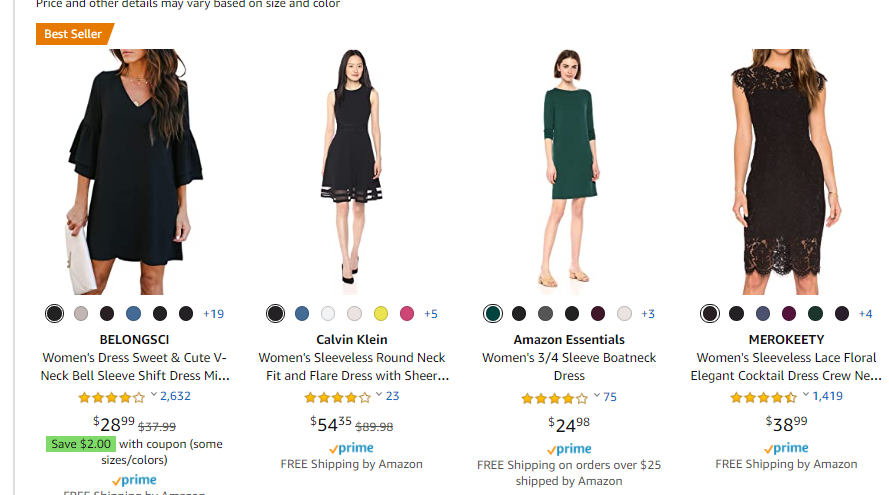 Price and other details may vary based on size and color
Best Seller
+19
BELONGSCI
Women's Dress Sweet & Cute V-
Neck Bell Sleeve Shift Dress Mi...
2,632
$28.99 $37.99
Save $2.00 with coupon (some
sizes/colors)
prime
FREE Shipping by Amazon
+5
Calvin Klein
Women's Sleeveless Round Neck
Fit and Flare Dress with Sheer...
23
$54.35 $89.98
prime
FREE Shipping by Amazon
+3
Amazon Essentials
Women's 3/4 Sleeve Boatneck
Dress
75
$24.98
prime
FREE Shipping on orders over $25
shipped by Amazon
+4
MEROKEETY
Women's Sleeveless Lace Floral
Elegant Cocktail Dress Crew Ne...
1,419
$38.99
prime
FREE Shipping by Amazon